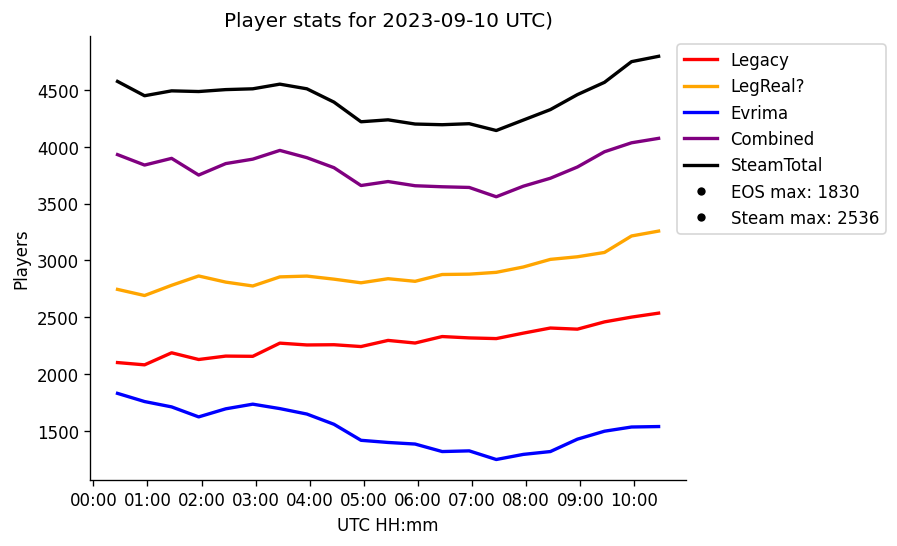 Player stats for 2023-09-10 UTC)
Legacy
LegReal?
Evrima
Combined
SteamTotal
EOS max: 1830
Steam max: 2536
Players
4500
4000
3500
3000
2500
2000
1500
00:00 01:00 02:00 03:00 04:00 05:00 06:00 07:00 08:00 09:00 10:00
UTC HH:mm